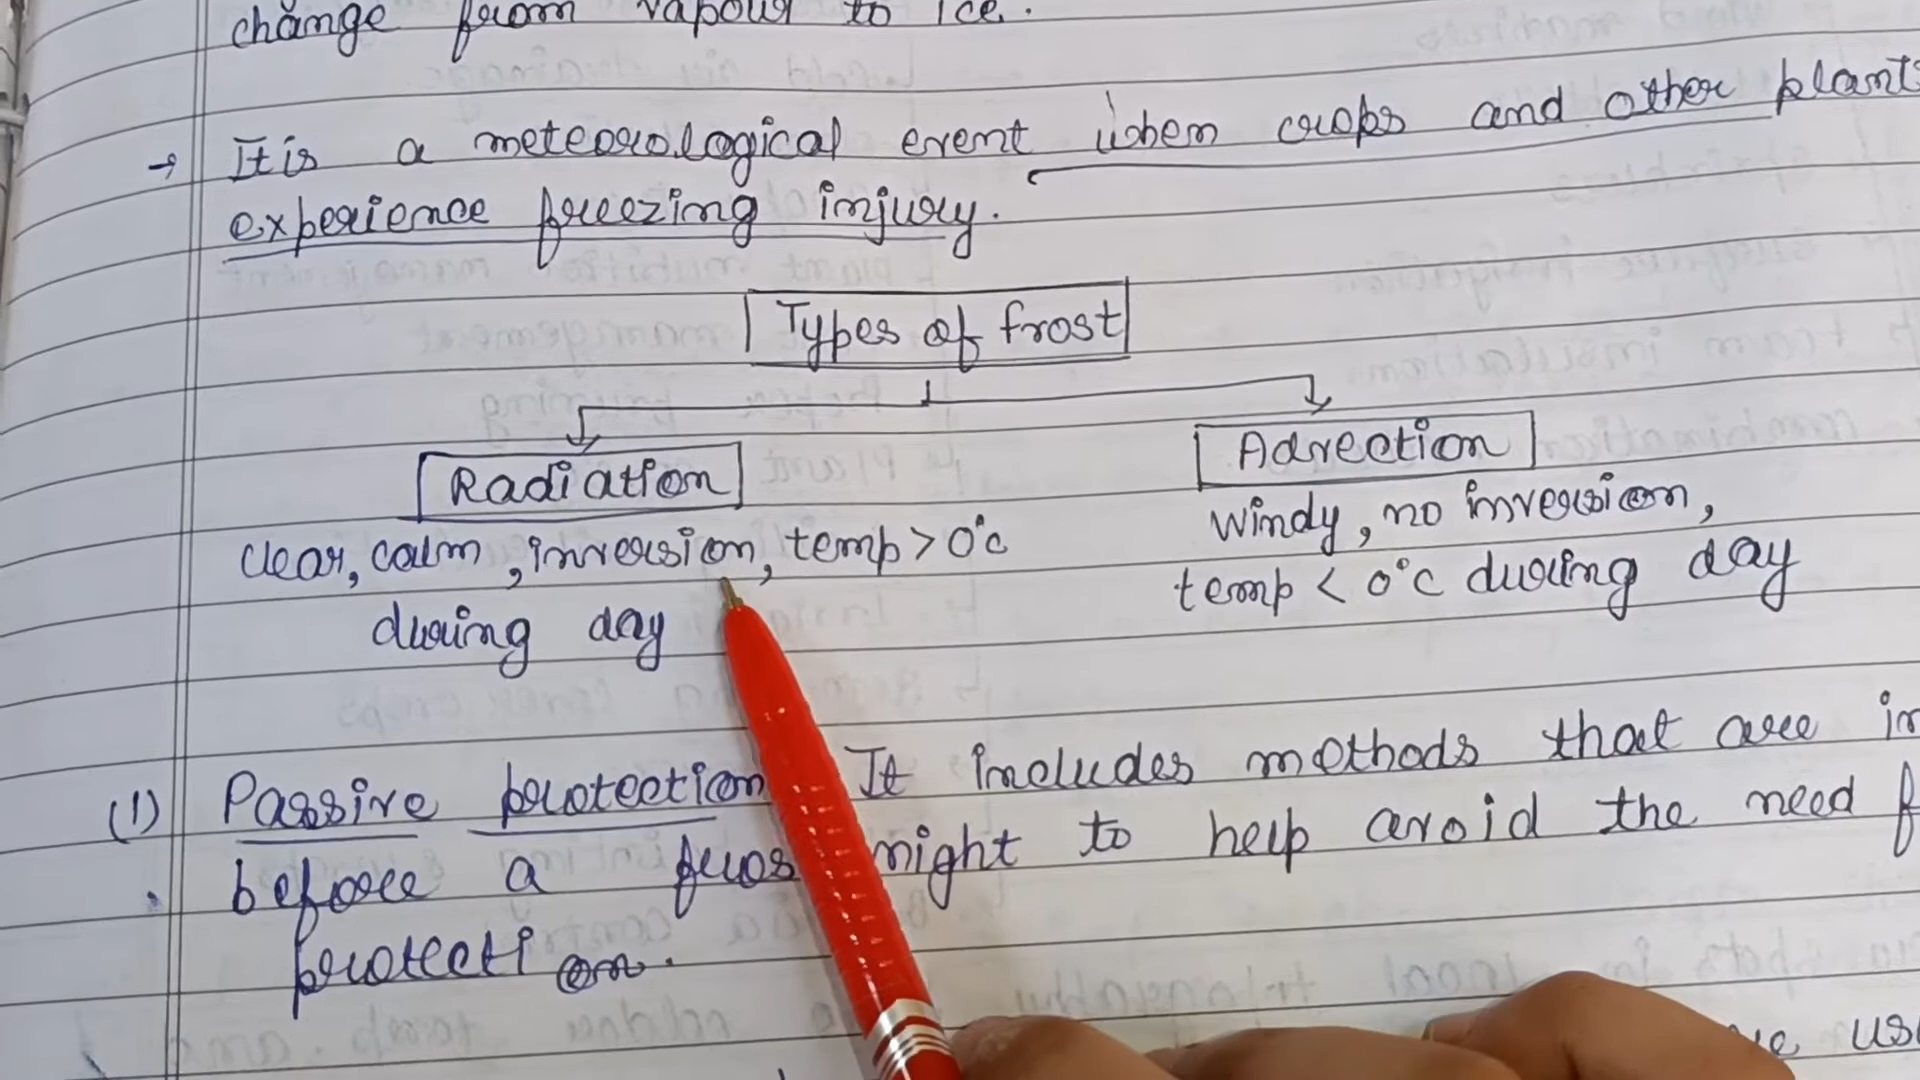 change from vapour to ice.
→ It is a meteorological event when crops and other plants
experience freezing injury.
Types of frost
Radiation
Advection
clear, calm, inversion, temp > 0°c
during day
windy, no inversion,
temp < 0°c during day
(1) Passive protection It includes methods that are
before a night to help avoid the need
protection.